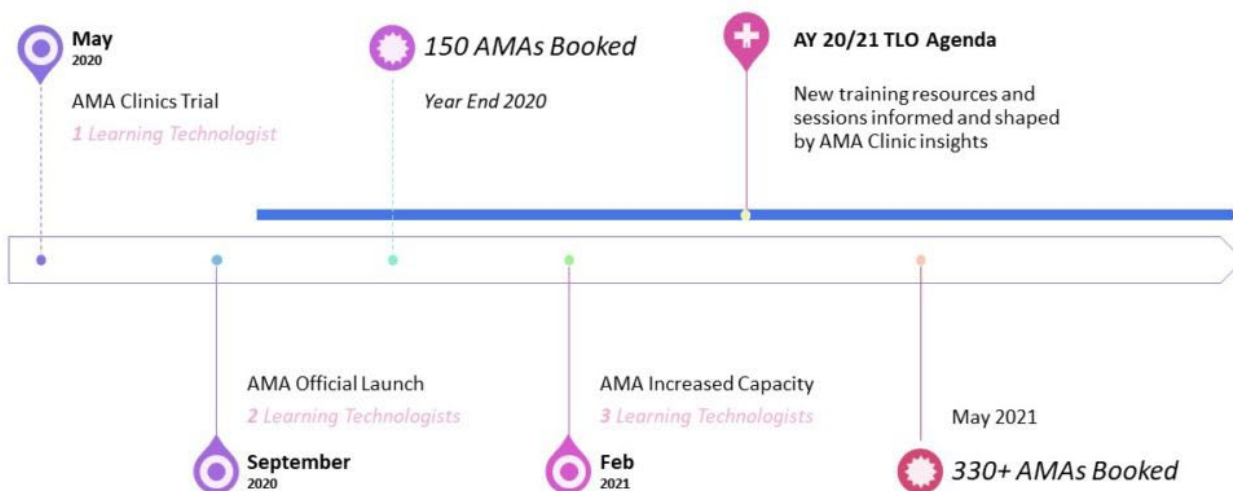 May
2020
AMA Clinics Trial
1 Learning Technologist
150 AMAs Booked
Year End 2020
AY 20/21 TLO Agenda
New training resources and
sessions informed and shaped
by AMA Clinic insights
AMA Official Launch
2 Learning Technologists
September
2020
AMA Increased Capacity
3 Learning Technologists
Feb
2021
May 2021
330+ AMAs Booked